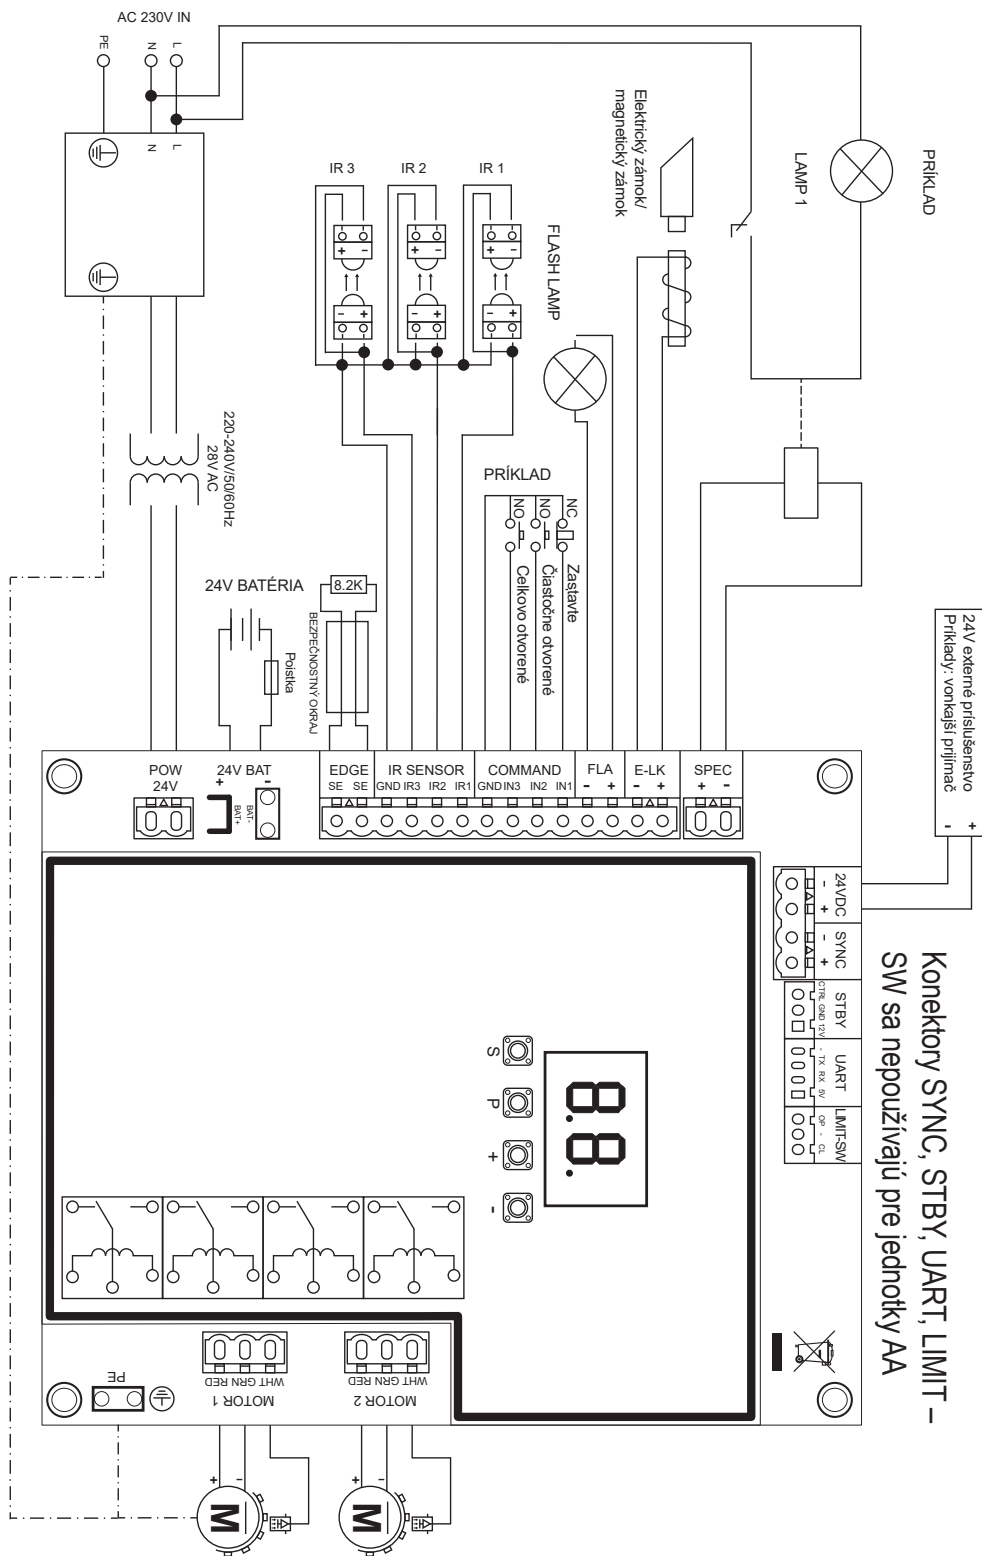 AC 230V IN
PE
N
L
N
L
IR 3
IR 2
IR 1
FLASH LAMP
Elektrický zámok/
magnetický zámok
LAMP 1
PRÍKLAD
+ -
+ -
+ -
- +
- +
- +
220-240V/50/60Hz
28V AC
24V BATÉRIA
Poistka
8.2K
BEZPEČNOSTNÝ OKRAJ
PRÍKLAD
NO
NO
NC
Celkovo otvorené
Čiastočne otvorené
Zastavte
24V externé príslušenstvo
Príklady: vonkajší prijímač
- +
POW
24V
24V BAT
+ -
BAT+
BAT-
EDGE
SE SE
IR SENSOR
GND IR3 IR2 IR1
COMMAND
GND IN3 IN2 IN1
FLA
- +
E-LK
- +
SPEC
+ -
24VDC
- +
SYNC
- +
STBY
CTRL GND 12V
UART
- TX RX 5V
LIMIT-SW
OP - CL
Konektory SYNC, STBY, UART, LIMIT –
SW sa nepoužívajú pre jednotky AA
8.8.
S
P
+
-
PE
WHT GRN RED
MOTOR 1
WHT GRN RED
MOTOR 2
+ -
M
+ -
M